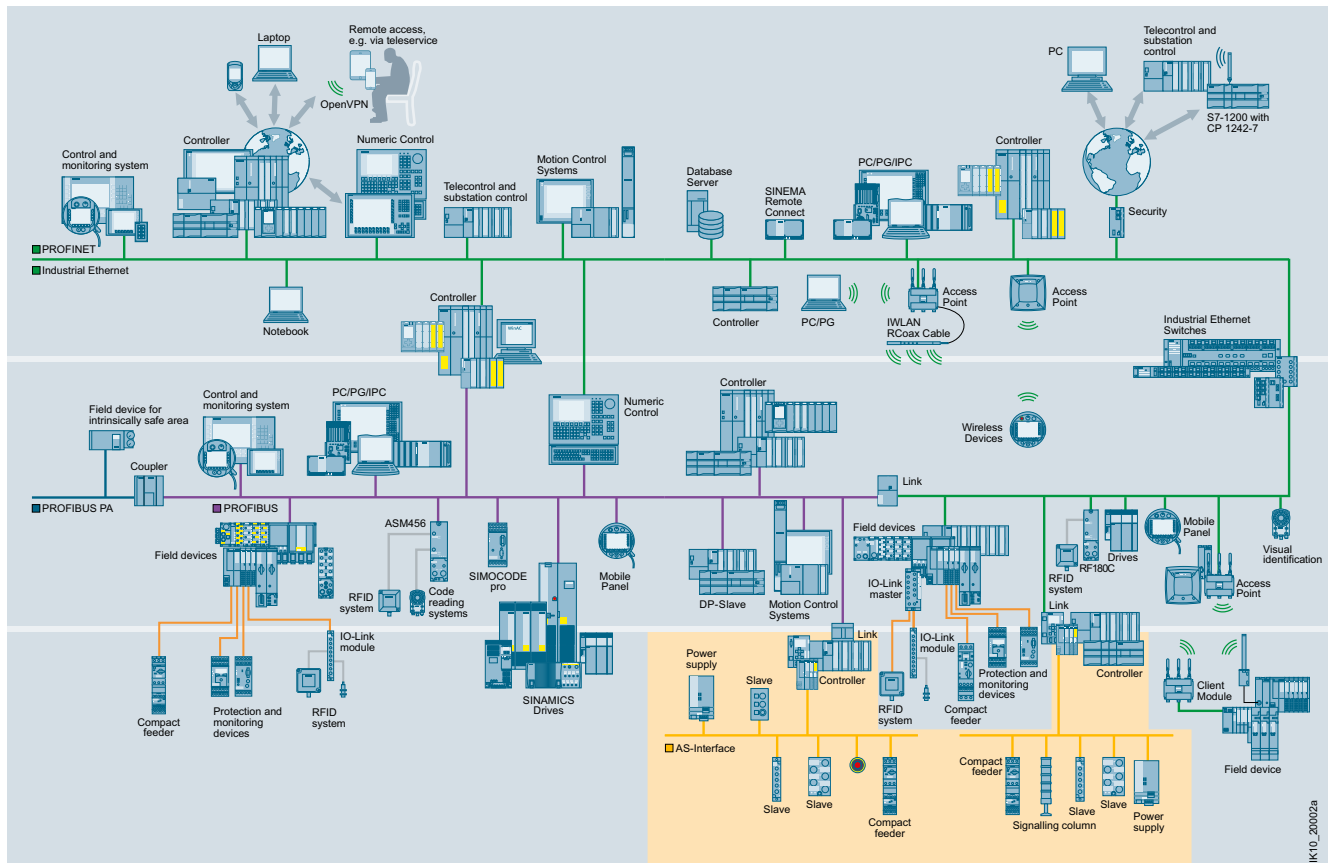 Laptop
Remote access,
e.g. via teleservice
OpenVPN
PC
Telecontrol and
substation
control
S7-1200 with
CP 1242-7
Control and
monitoring system
Controller
Numeric Control
Telecontrol and
substation control
Motion Control
Systems
Database
Server
SINEMA
Remote
Connect
PC/PG/IPC
Controller
Security
PROFINET
Industrial Ethernet
Notebook
Controller
WinAC
Controller
PC/PG
Access
Point
IWLAN
RCoax Cable
Access
Point
Industrial Ethernet
Switches
Field device for
intrinsically safe area
Control and
monitoring system
PC/PG/IPC
Numeric
Control
Controller
Wireless
Devices
Coupler
Link
PROFIBUS PA
PROFIBUS
Field devices
ASM456
RFID
system
Code
reading
systems
SIMOCODE
pro
Mobile
Panel
DP-Slave
Motion Control
Systems
Field devices
IO-Link
master
RFID
system
RF180C
Drives
Mobile
Panel
Access
Point
Visual
identification
Compact
feeder
Protection and
monitoring
devices
IO-Link
module
RFID
system
SINAMICS
Drives
Power
supply
Slave
Link
Controller
RFID
system
IO-Link
module
Compact
feeder
Protection and
monitoring
devices
Link
Controller
Client
Module
Field device
AS-Interface
Slave
Slave
Compact
feeder
Compact
feeder
Signalling column
Slave
Slave
Power
supply
IK10_20002a